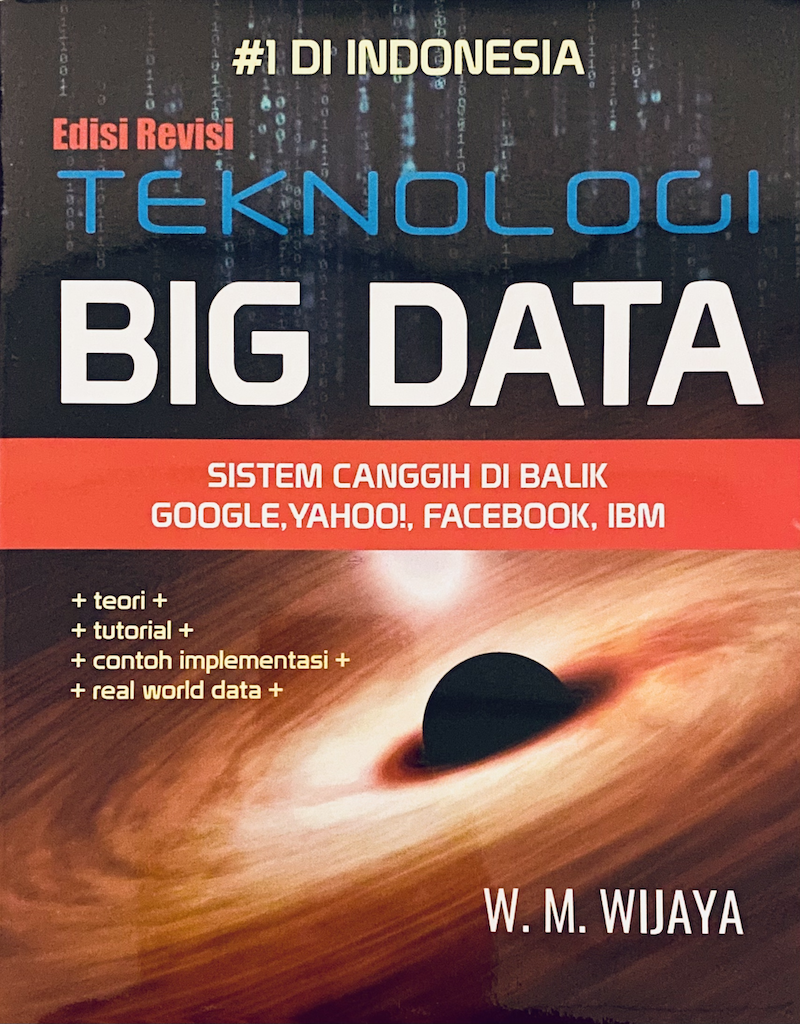 #1 DI INDONESIA
Edisi Revisi
TEKNOLOGI
BIG DATA
SISTEM CANGGIH DI BALIK
GOOGLE,YAHOO!, FACEBOOK, IBM
+ teori +
+ tutorial +
+ contoh implementasi +
+ real world data +
W. M. WIJAYA